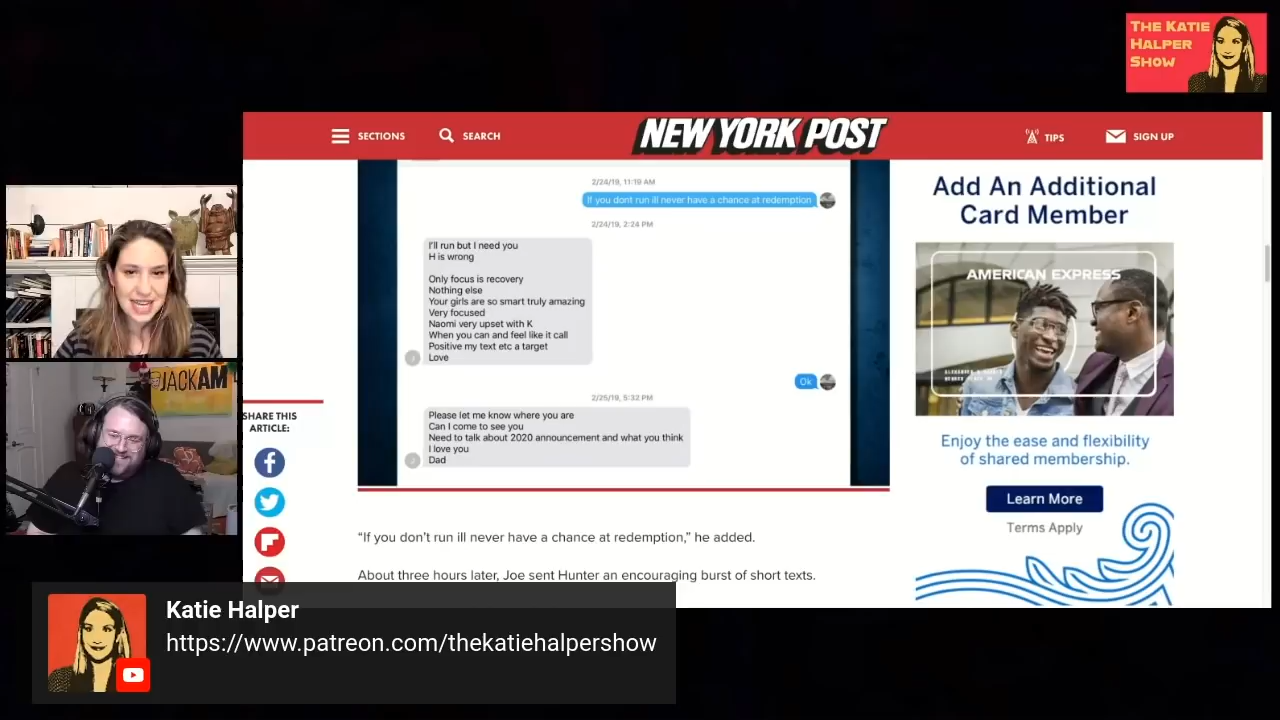 THE KATIE
HALPER
SHOW
SECTIONS
SEARCH
NEW YORK POST
TIPS
SIGN UP
2/24/19, 11:19 AM
If you dont run ill never have a chance at redemption
2/24/19, 2:24 PM
I'll run but I need you
H is wrong
Only focus is recovery
Nothing else
Your girls are so smart truly amazing
Very focused
Naomi very upset with K
When you can and feel like it call
Positive my text etc a target
Love
Ok
2/25/19, 5:32 PM
Please let me know where you are
Can I come to see you
Need to talk about 2020 announcement and what you think
I love you
Dad
"If you don't run ill never have a chance at redemption," he added.
About three hours later, Joe sent Hunter an encouraging burst of short texts.
SHARE THIS
ARTICLE:
Add An Additional
Card Member
AMERICAN EXPRESS
Enjoy the ease and flexibility
of shared membership.
Learn More
Terms Apply
JACKAM
Katie Halper
https://www.patreon.com/thekatiehalpershow